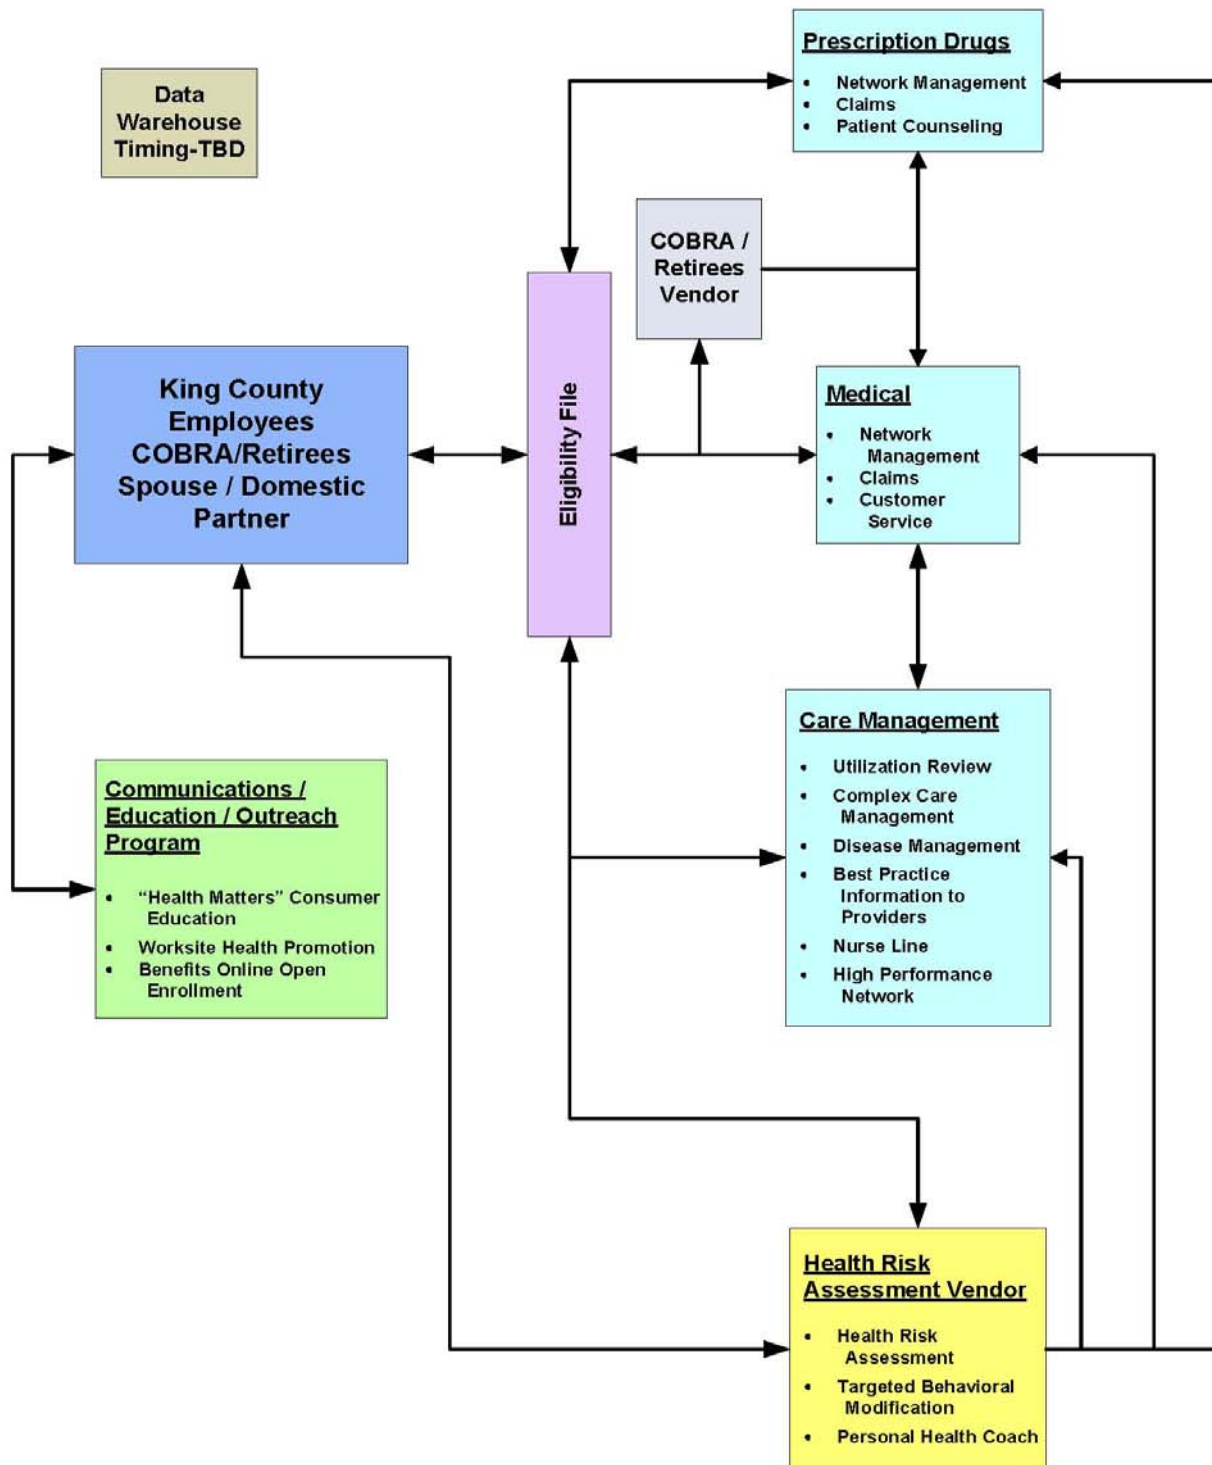 Prescription Drugs
• Network Management
• Claims
• Patient Counseling
Data
Warehouse
Timing-TBD
COBRA /
Retirees
Vendor
Eligibility File
King County
Employees
COBRA/Retirees
Spouse / Domestic
Partner
Medical
• Network
Management
• Claims
• Customer
Service
Care Management
• Utilization Review
• Complex Care
Management
• Disease Management
• Best Practice
Information to
Providers
• Nurse Line
• High Performance
Network
Communications /
Education / Outreach
Program
• “Health Matters” Consumer
Education
• Worksite Health Promotion
• Benefits Online Open
Enrollment
Health Risk
Assessment Vendor
• Health Risk
Assessment
• Targeted Behavioral
Modification
• Personal Health Coach